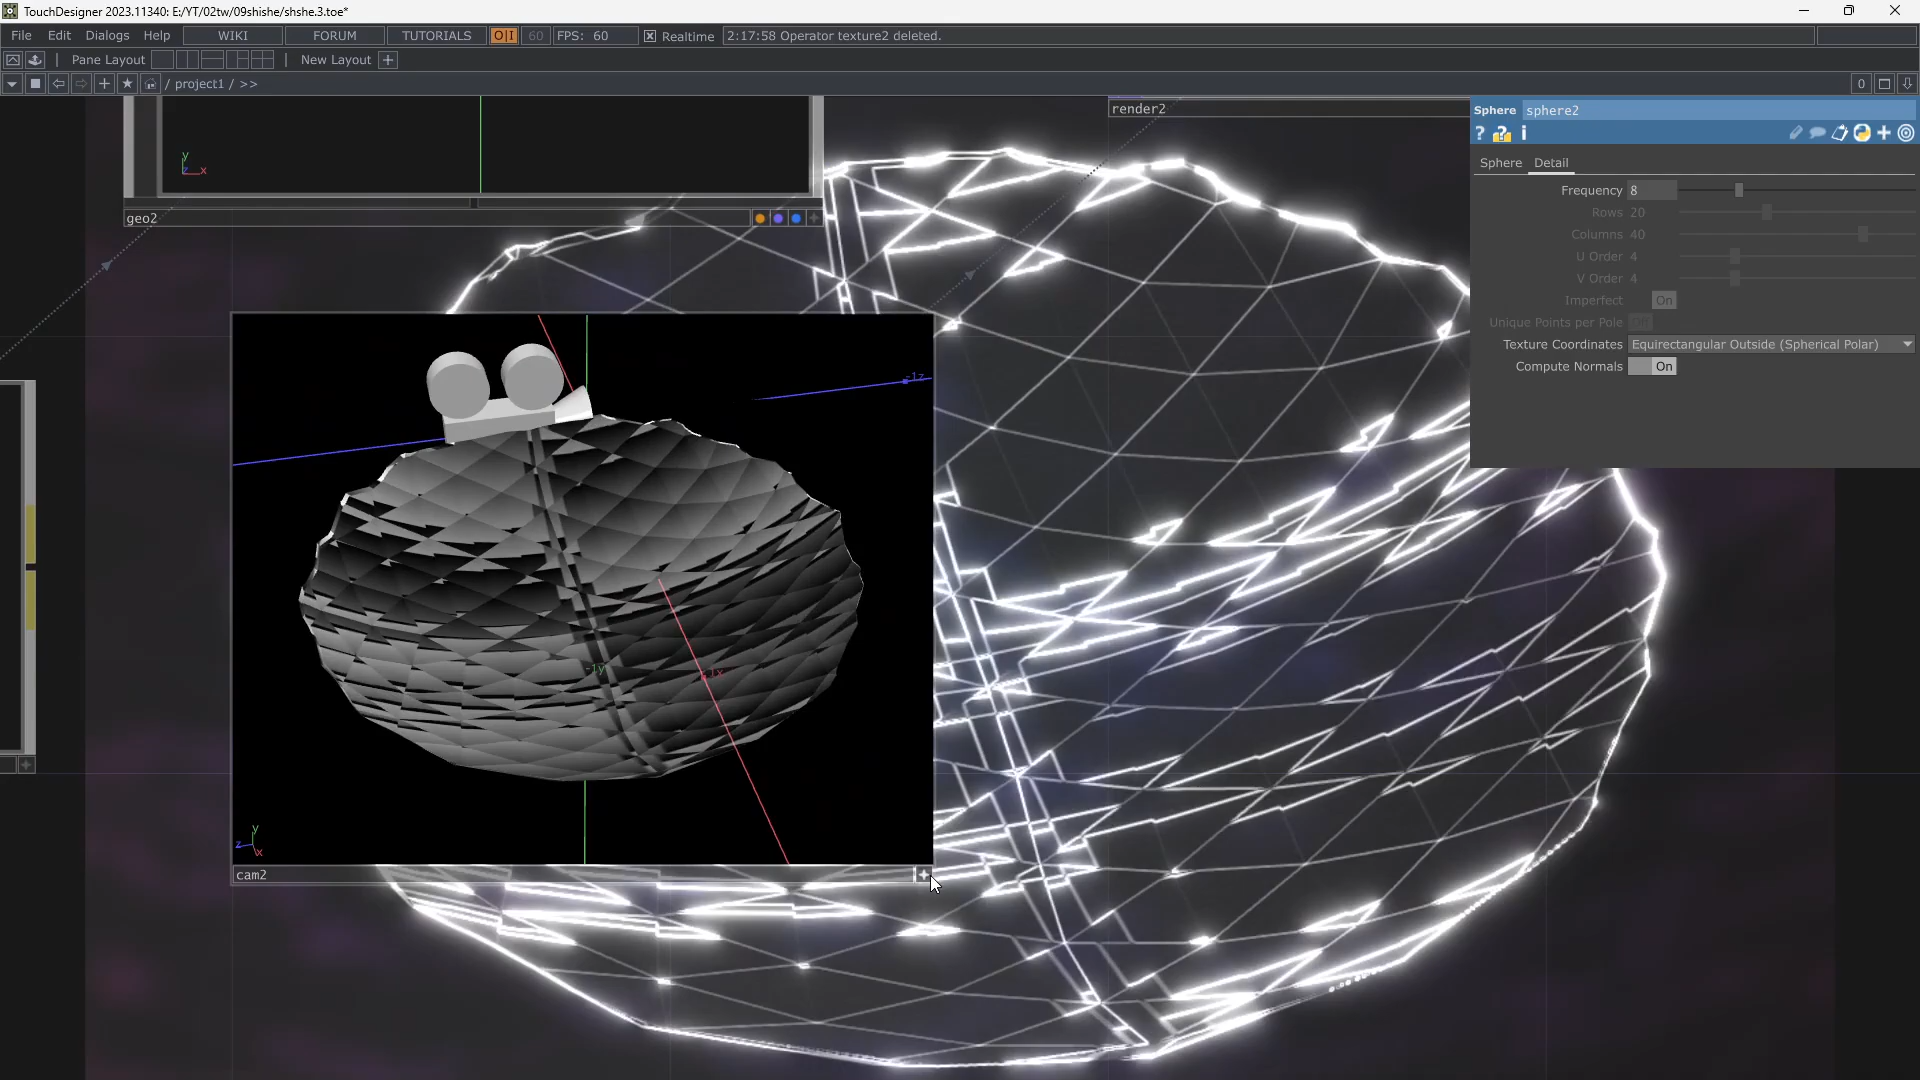 TouchDesigner 2023.11340: E:/YT/02tw/09shishe/shshe.3.toe*
File Edit Dialogs Help WIKI FORUM TUTORIALS O|I 60 FPS: 60 Realtime 2:17:58 Operator texture2 deleted.
Pane Layout New Layout +
/ project1 / >> 0
render2
Sphere sphere2
? ? i
Sphere Detail
Frequency 8
Rows 20
Columns 40
U Order 4
V Order 4
Imperfect On
Unique Points per Pole
Texture Coordinates Equirectangular Outside (Spherical Polar)
Compute Normals On
y
z x
geo2
-1z
-1y
-1x
y
z
x
cam2